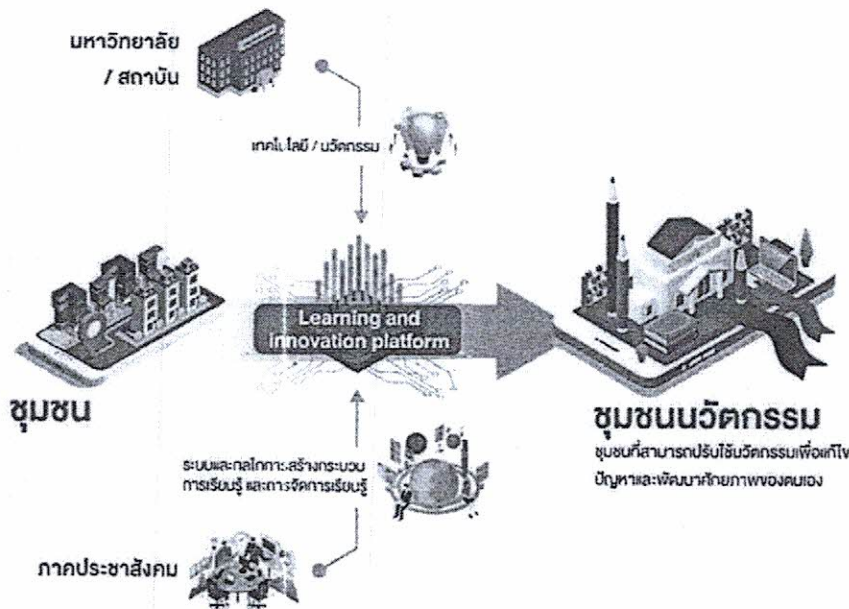 มหาวิทยาลัย
/ สถาบัน
เทคโนโลยี / นวัตกรรม
Learning and
innovation platform
ชุมชน
ชุมชนนวัตกรรม
ชุมชนที่สามารถปรับใช้นวัตกรรมเพื่อแก้ไข
ปัญหาและพัฒนาศักยภาพของตนเอง
ระบบและกลไกการสร้างกระบวน
การเรียนรู้ และการจัดการเรียนรู้
ภาคประชาสังคม